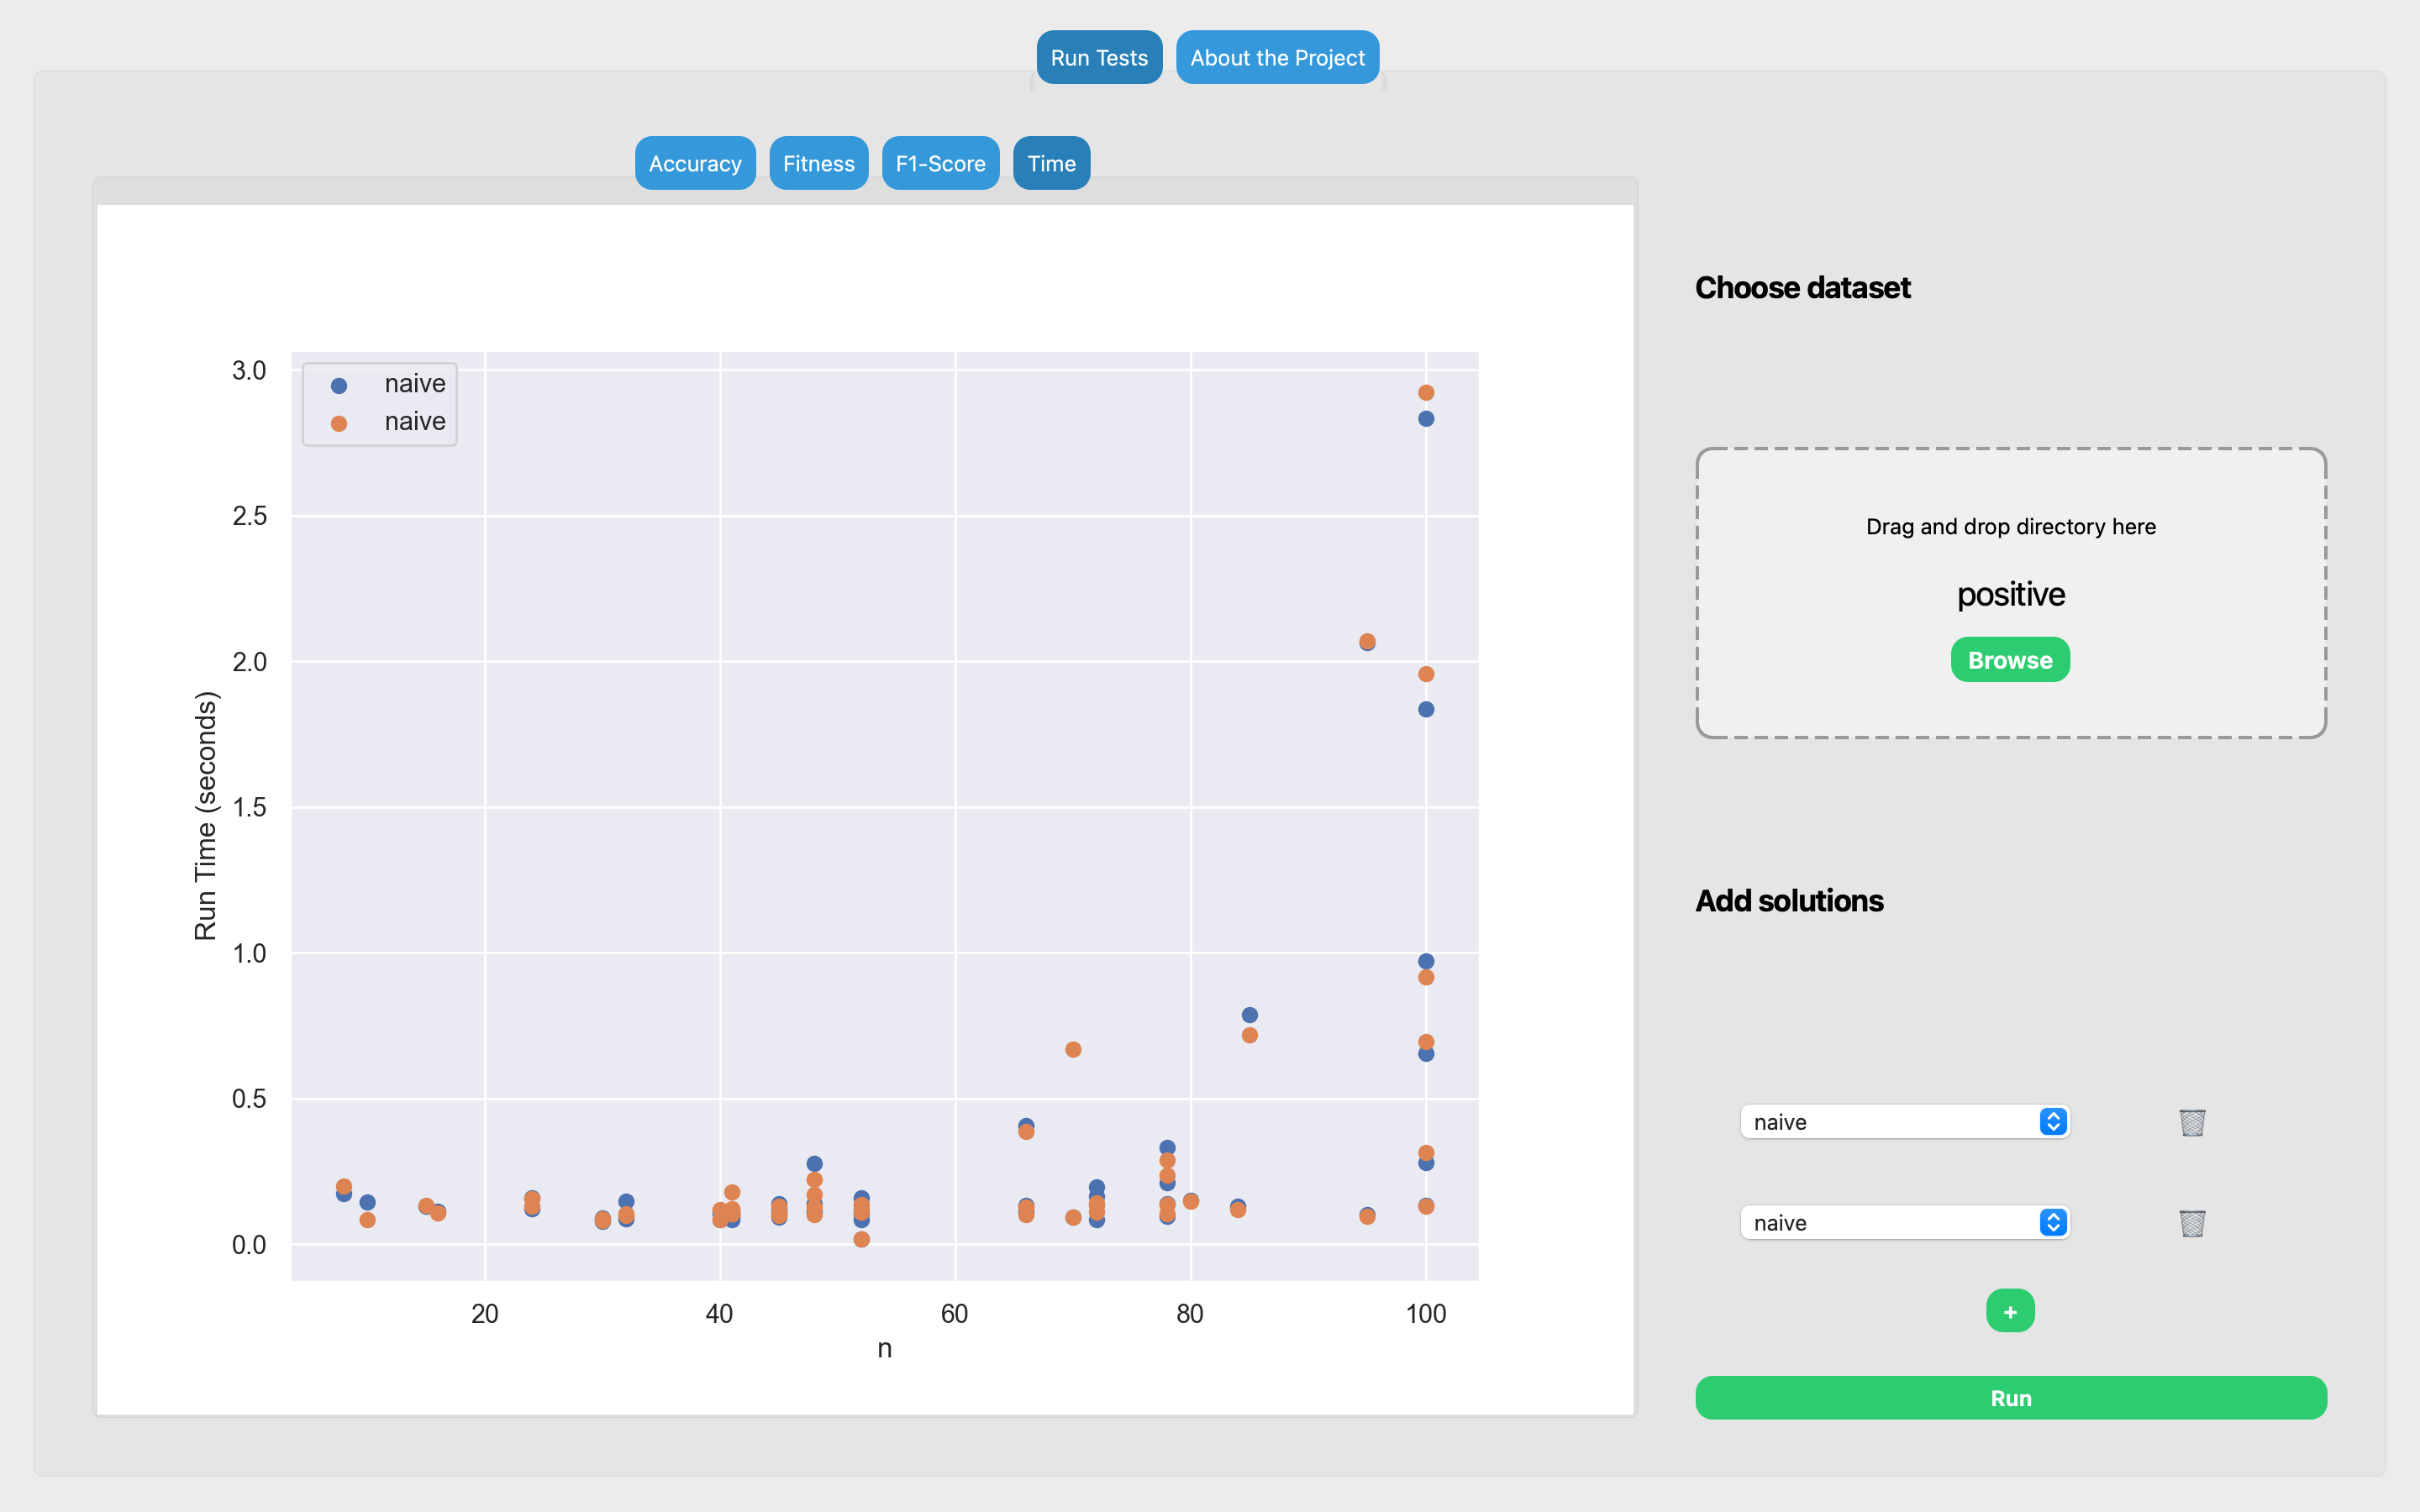 Run Tests
About the Project
Accuracy
Fitness
F1-Score
Time
naive
naive
3.0
2.5
2.0
1.5
1.0
0.5
0.0
Run Time (seconds)
20
40
60
80
100
n
Choose dataset
Drag and drop directory here
positive
Browse
Add solutions
naive
naive
+
Run